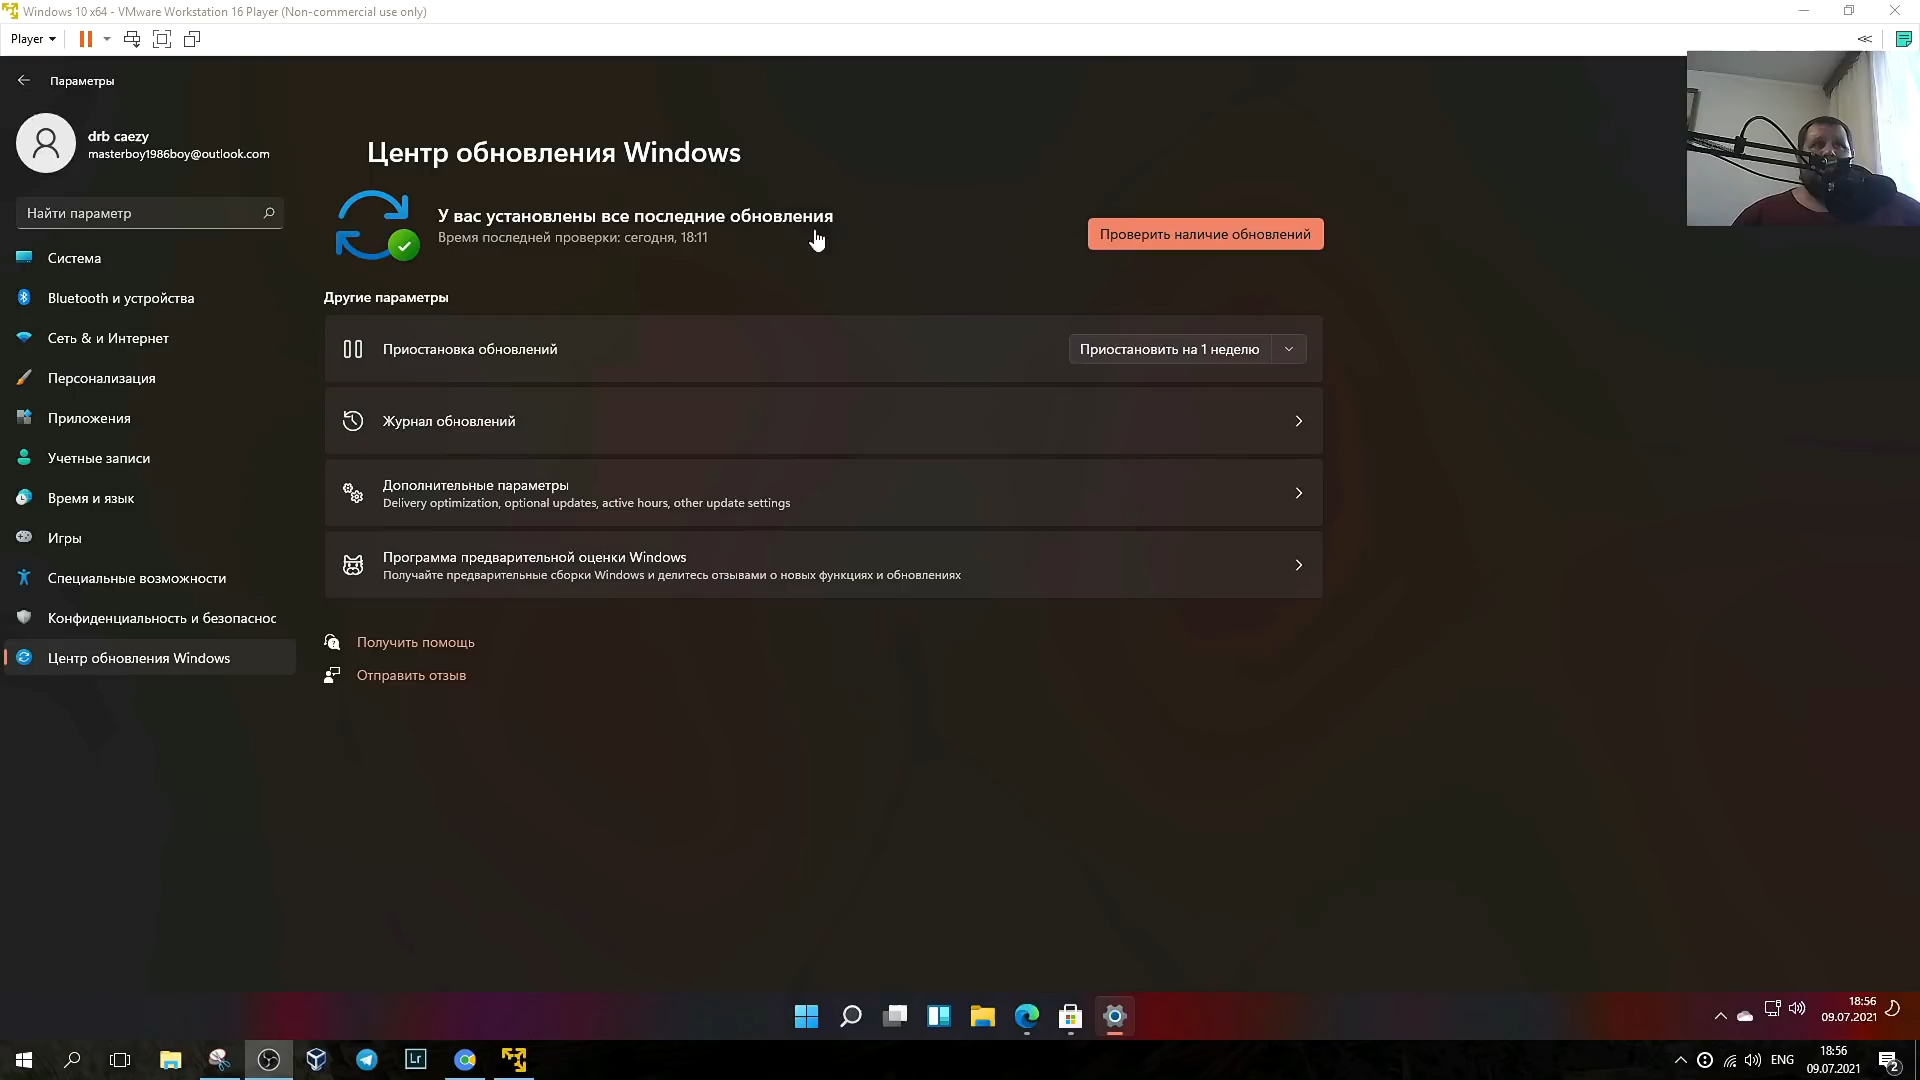 Windows 10 x64 - VMware Workstation 16 Player (Non-commercial use only)
Player
Параметры
drb caezy
masterboy1986boy@outlook.com
Найти параметр
Система
Bluetooth и устройства
Сеть & и Интернет
Персонализация
Приложения
Учетные записи
Время и язык
Игры
Специальные возможности
Конфиденциальность и безопаснос
Центр обновления Windows
Центр обновления Windows
У вас установлены все последние обновления
Время последней проверки: сегодня, 18:11
Проверить наличие обновлений
Другие параметры
Приостановка обновлений
Приостановить на 1 неделю
Журнал обновлений
Дополнительные параметры
Delivery optimization, optional updates, active hours, other update settings
Программа предварительной оценки Windows
Получайте предварительные сборки Windows и делитесь отзывами о новых функциях и обновлениях
Получить помощь
Отправить отзыв
18:56
09.07.2021
Lr
ENG
18:56
09.07.2021
2